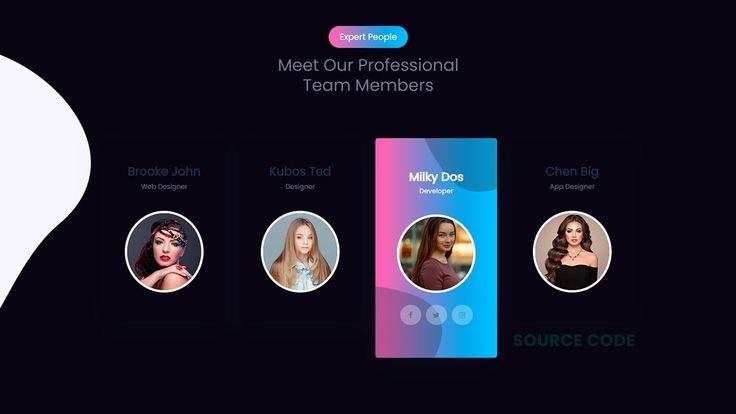 Expert People
Meet Our Professional
Team Members
Brooke John
Web Designer
Kubos Ted
Designer
Milky Dos
Developer
Chen Big
App Designer
SOURCE CODE